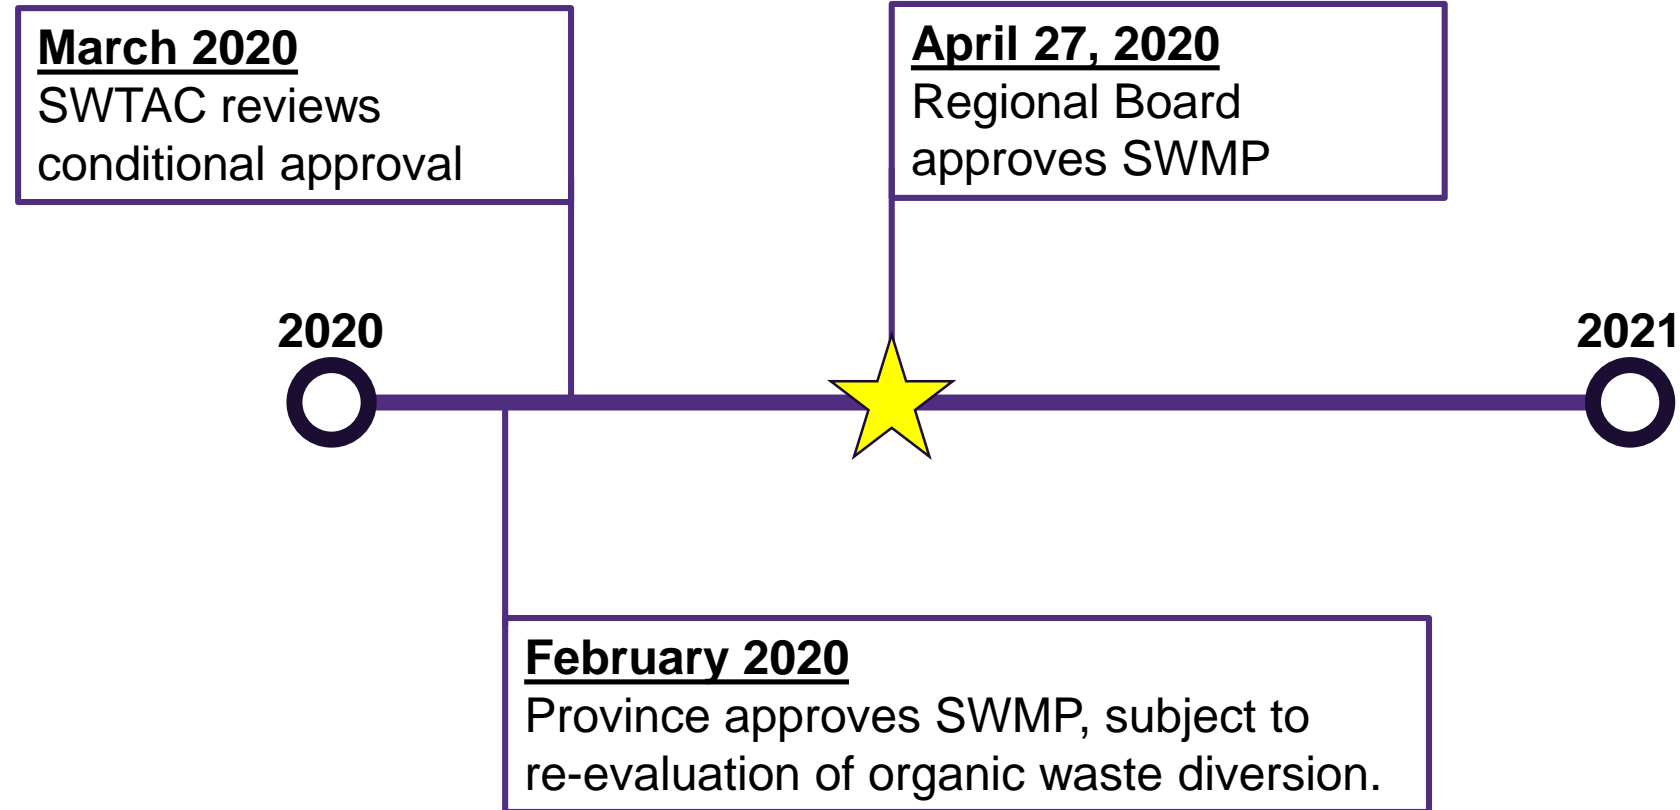 March 2020
SWTAC reviews
conditional approval
April 27, 2020
Regional Board
approves SWMP
2020
2021
February 2020
Province approves SWMP, subject to
re-evaluation of organic waste diversion.